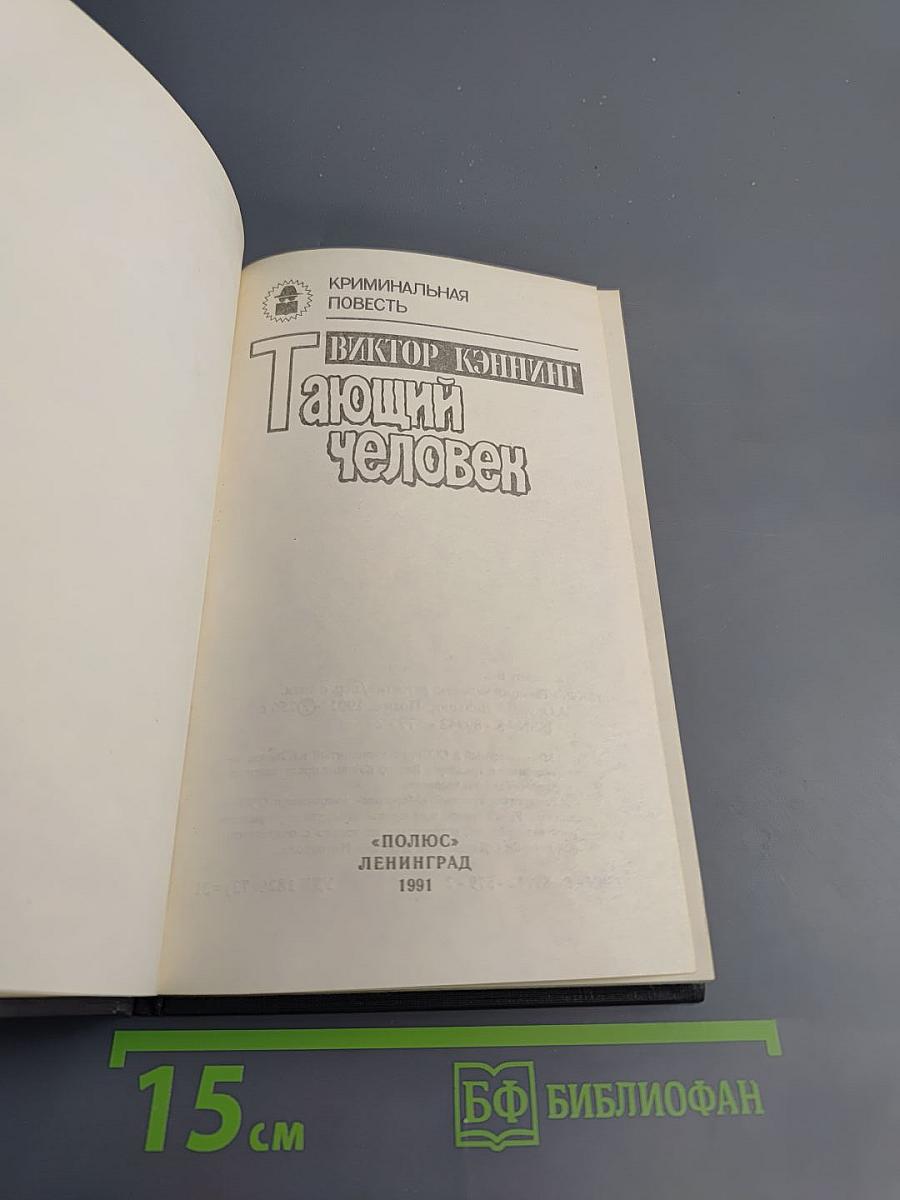 КРИМИНАЛЬНАЯ
ПОВЕСТЬ
ВИКТОР КЭННИНГ
Тающий
человек
«ПОЛЮС»
ЛЕНИНГРАД
1991
15 см
БФ БИБЛИОФАН